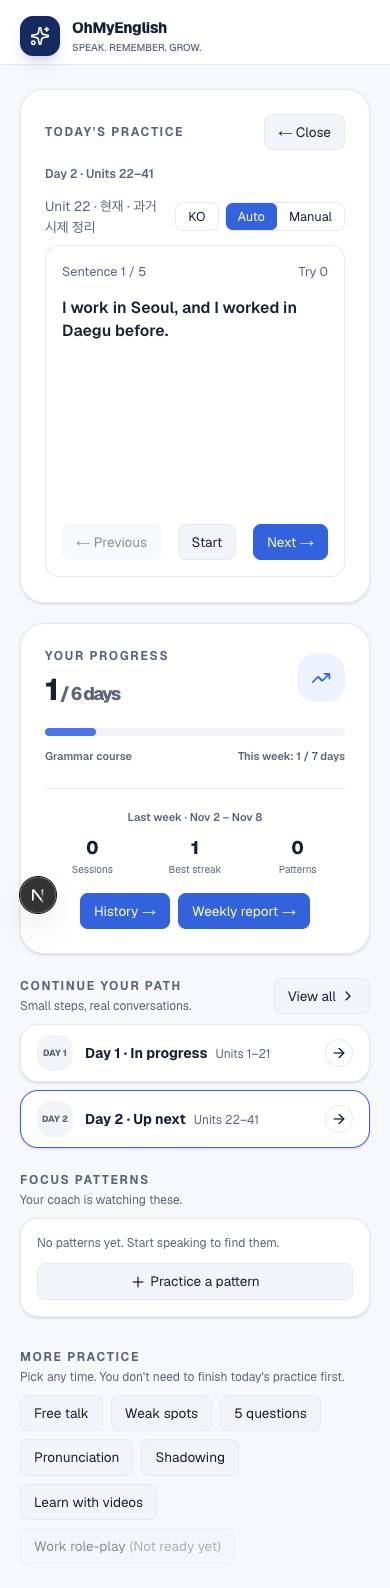 OhMyEnglish
SPEAK. REMEMBER. GROW.
TODAY'S PRACTICE
← Close
Day 2 · Units 22–41
Unit 22 · 현재 · 과거
시제 정리
KO
Auto
Manual
Sentence 1 / 5
Try 0
I work in Seoul, and I worked in
Daegu before.
← Previous
Start
Next →
YOUR PROGRESS
1 / 6 days
Grammar course
This week: 1 / 7 days
Last week · Nov 2 – Nov 8
0
1
0
Sessions
Best streak
Patterns
N
History →
Weekly report →
CONTINUE YOUR PATH
Small steps, real conversations.
View all
DAY 1
Day 1 · In progress Units 1–21
DAY 2
Day 2 · Up next Units 22–41
FOCUS PATTERNS
Your coach is watching these.
No patterns yet. Start speaking to find them.
Practice a pattern
MORE PRACTICE
Pick any time. You don't need to finish today's practice first.
Free talk
Weak spots
5 questions
Pronunciation
Shadowing
Learn with videos
Work role-play (Not ready yet)